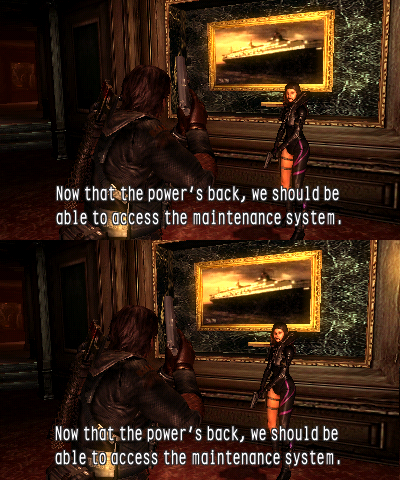 Now that the power's back, we should be
able to access the maintenance system.
Now that the power's back, we should be
able to access the maintenance system.